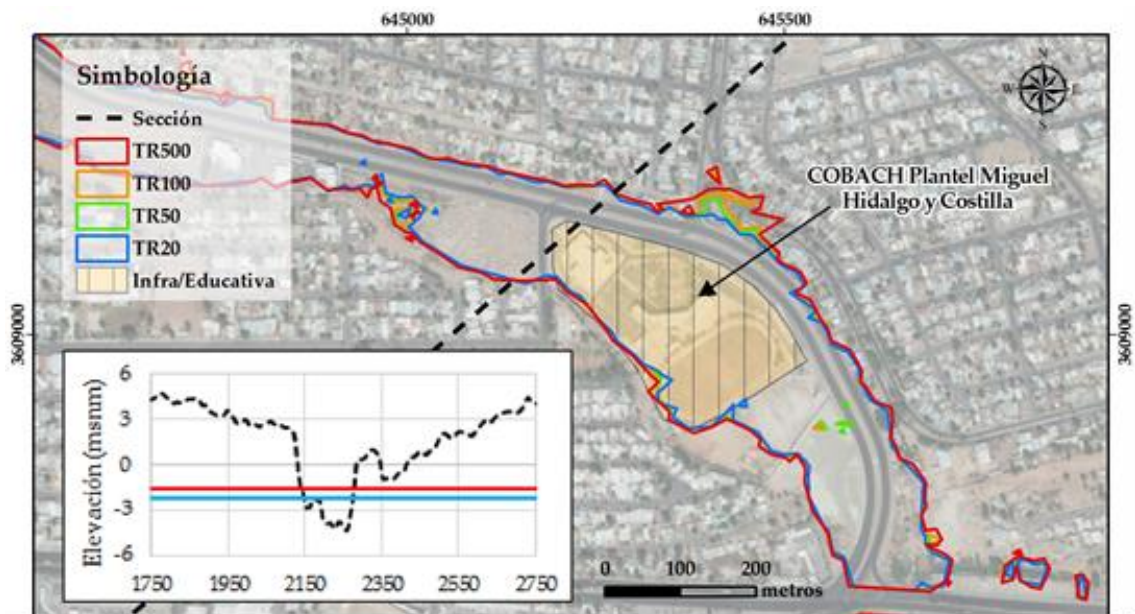 645000
645500
Simbología
Sección
TR500
TR100
TR50
TR20
Infra/Educativa
N
W
E
S
COBACH Plantel Miguel
Hidalgo y Costilla
3609000
3609000
Elevación (msnm)
6
3
0
-3
-6
1750 1950 2150 2350 2550 2750
0 100 200
metros